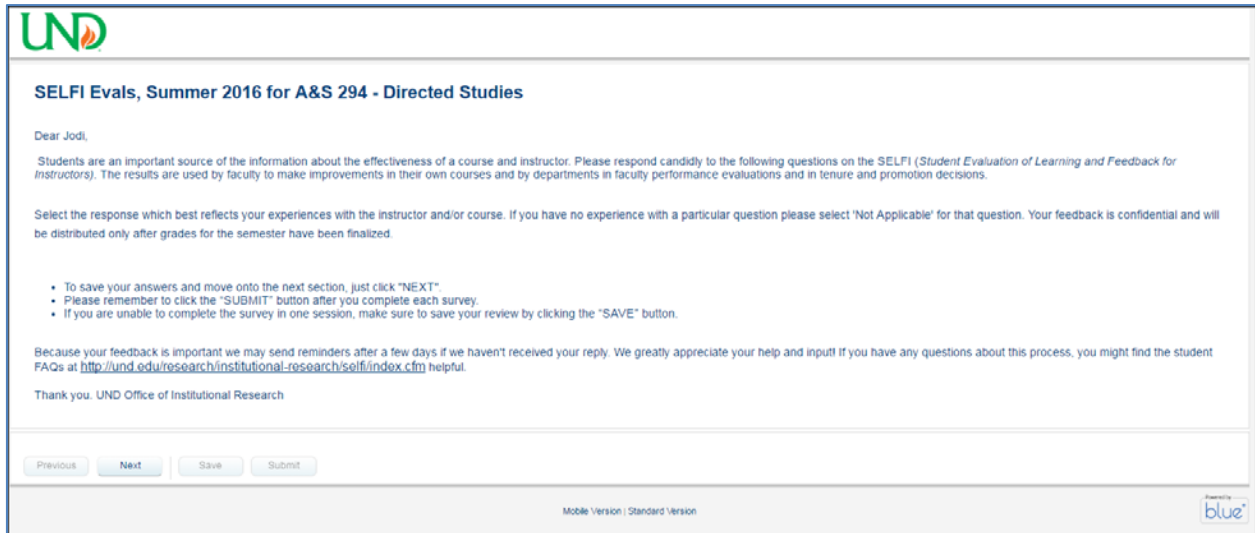 UND
SELFI Evals, Summer 2016 for A&S 294 - Directed Studies
Dear Jodi,
Students are an important source of the information about the effectiveness of a course and instructor. Please respond candidly to the following questions on the SELFI (Student Evaluation of Learning and Feedback for
Instructors). The results are used by faculty to make improvements in their own courses and by departments in faculty performance evaluations and in tenure and promotion decisions.
Select the response which best reflects your experiences with the instructor and/or course. If you have no experience with a particular question please select 'Not Applicable' for that question. Your feedback is confidential and will
be distributed only after grades for the semester have been finalized.
• To save your answers and move onto the next section, just click "NEXT".
• Please remember to click the "SUBMIT" button after you complete each survey.
• If you are unable to complete the survey in one session, make sure to save your review by clicking the "SAVE" button.
Because your feedback is important we may send reminders after a few days if we haven't received your reply. We greatly appreciate your help and input! If you have any questions about this process, you might find the student
FAQs at http://und.edu/research/institutional-research/selfi/index.cfm helpful.
Thank you. UND Office of Institutional Research
Previous Next Save Submit
Mobile Version | Standard Version
Powered by
blue